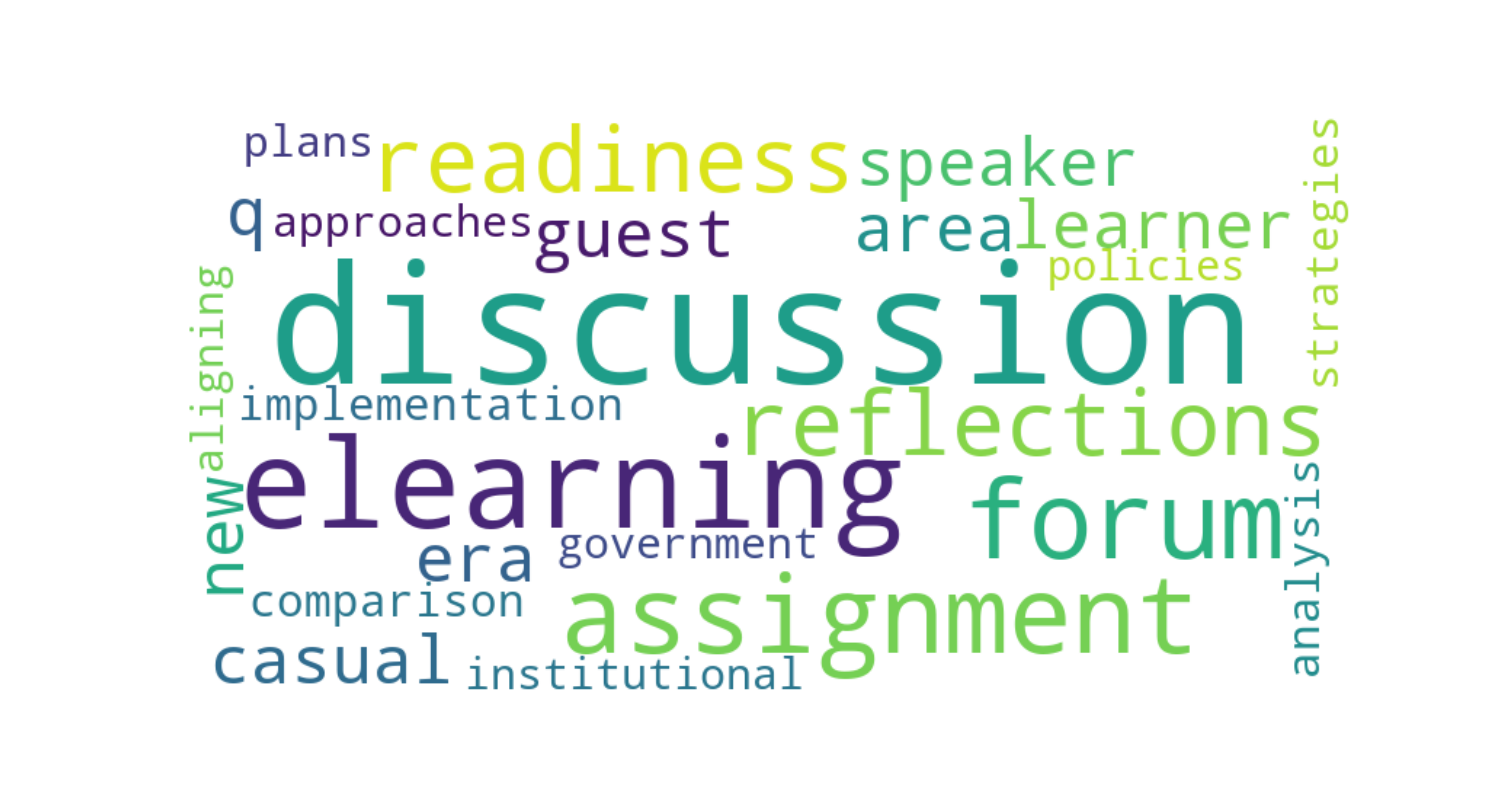 plans
readiness
speaker
strategies
q
approaches
guest
area
learner
policies
discussion
aligning
implementation
reflections
elearning
forum
analysis
new
era
government
comparison
assignment
casual
institutional